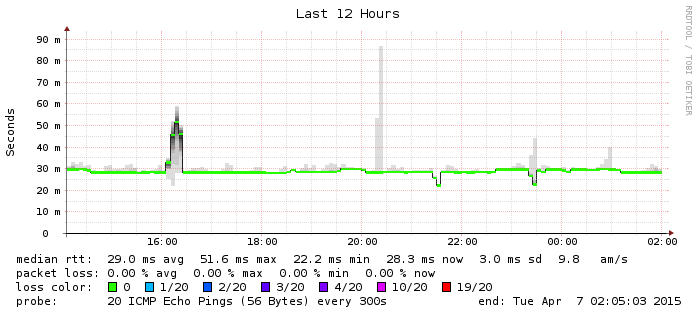 Last 12 Hours
RRDTOOL / TOBI OETIKER
Seconds
90 m
80 m
70 m
60 m
50 m
40 m
30 m
20 m
10 m
0
16:00 18:00 20:00 22:00 00:00 02:00
median rtt: 29.0 ms avg 51.6 ms max 22.2 ms min 28.3 ms now 3.0 ms sd 9.8 am/s
packet loss: 0.00 % avg 0.00 % max 0.00 % min 0.00 % now
loss color: 0 1/20 2/20 3/20 4/20 10/20 19/20
probe: 20 ICMP Echo Pings (56 Bytes) every 300s end: Tue Apr 7 02:05:03 2015